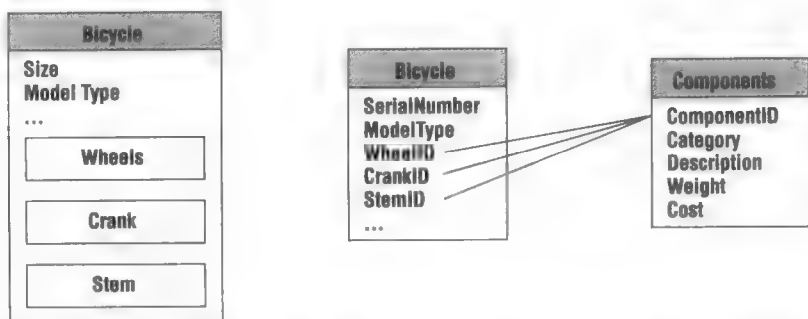 Bicycle
Size
Model Type
...
Wheels
Crank
Stem
Bicycle
SerialNumber
ModelType
WheelID
CrankID
StemID
...
Components
ComponentID
Category
Description
Weight
Cost